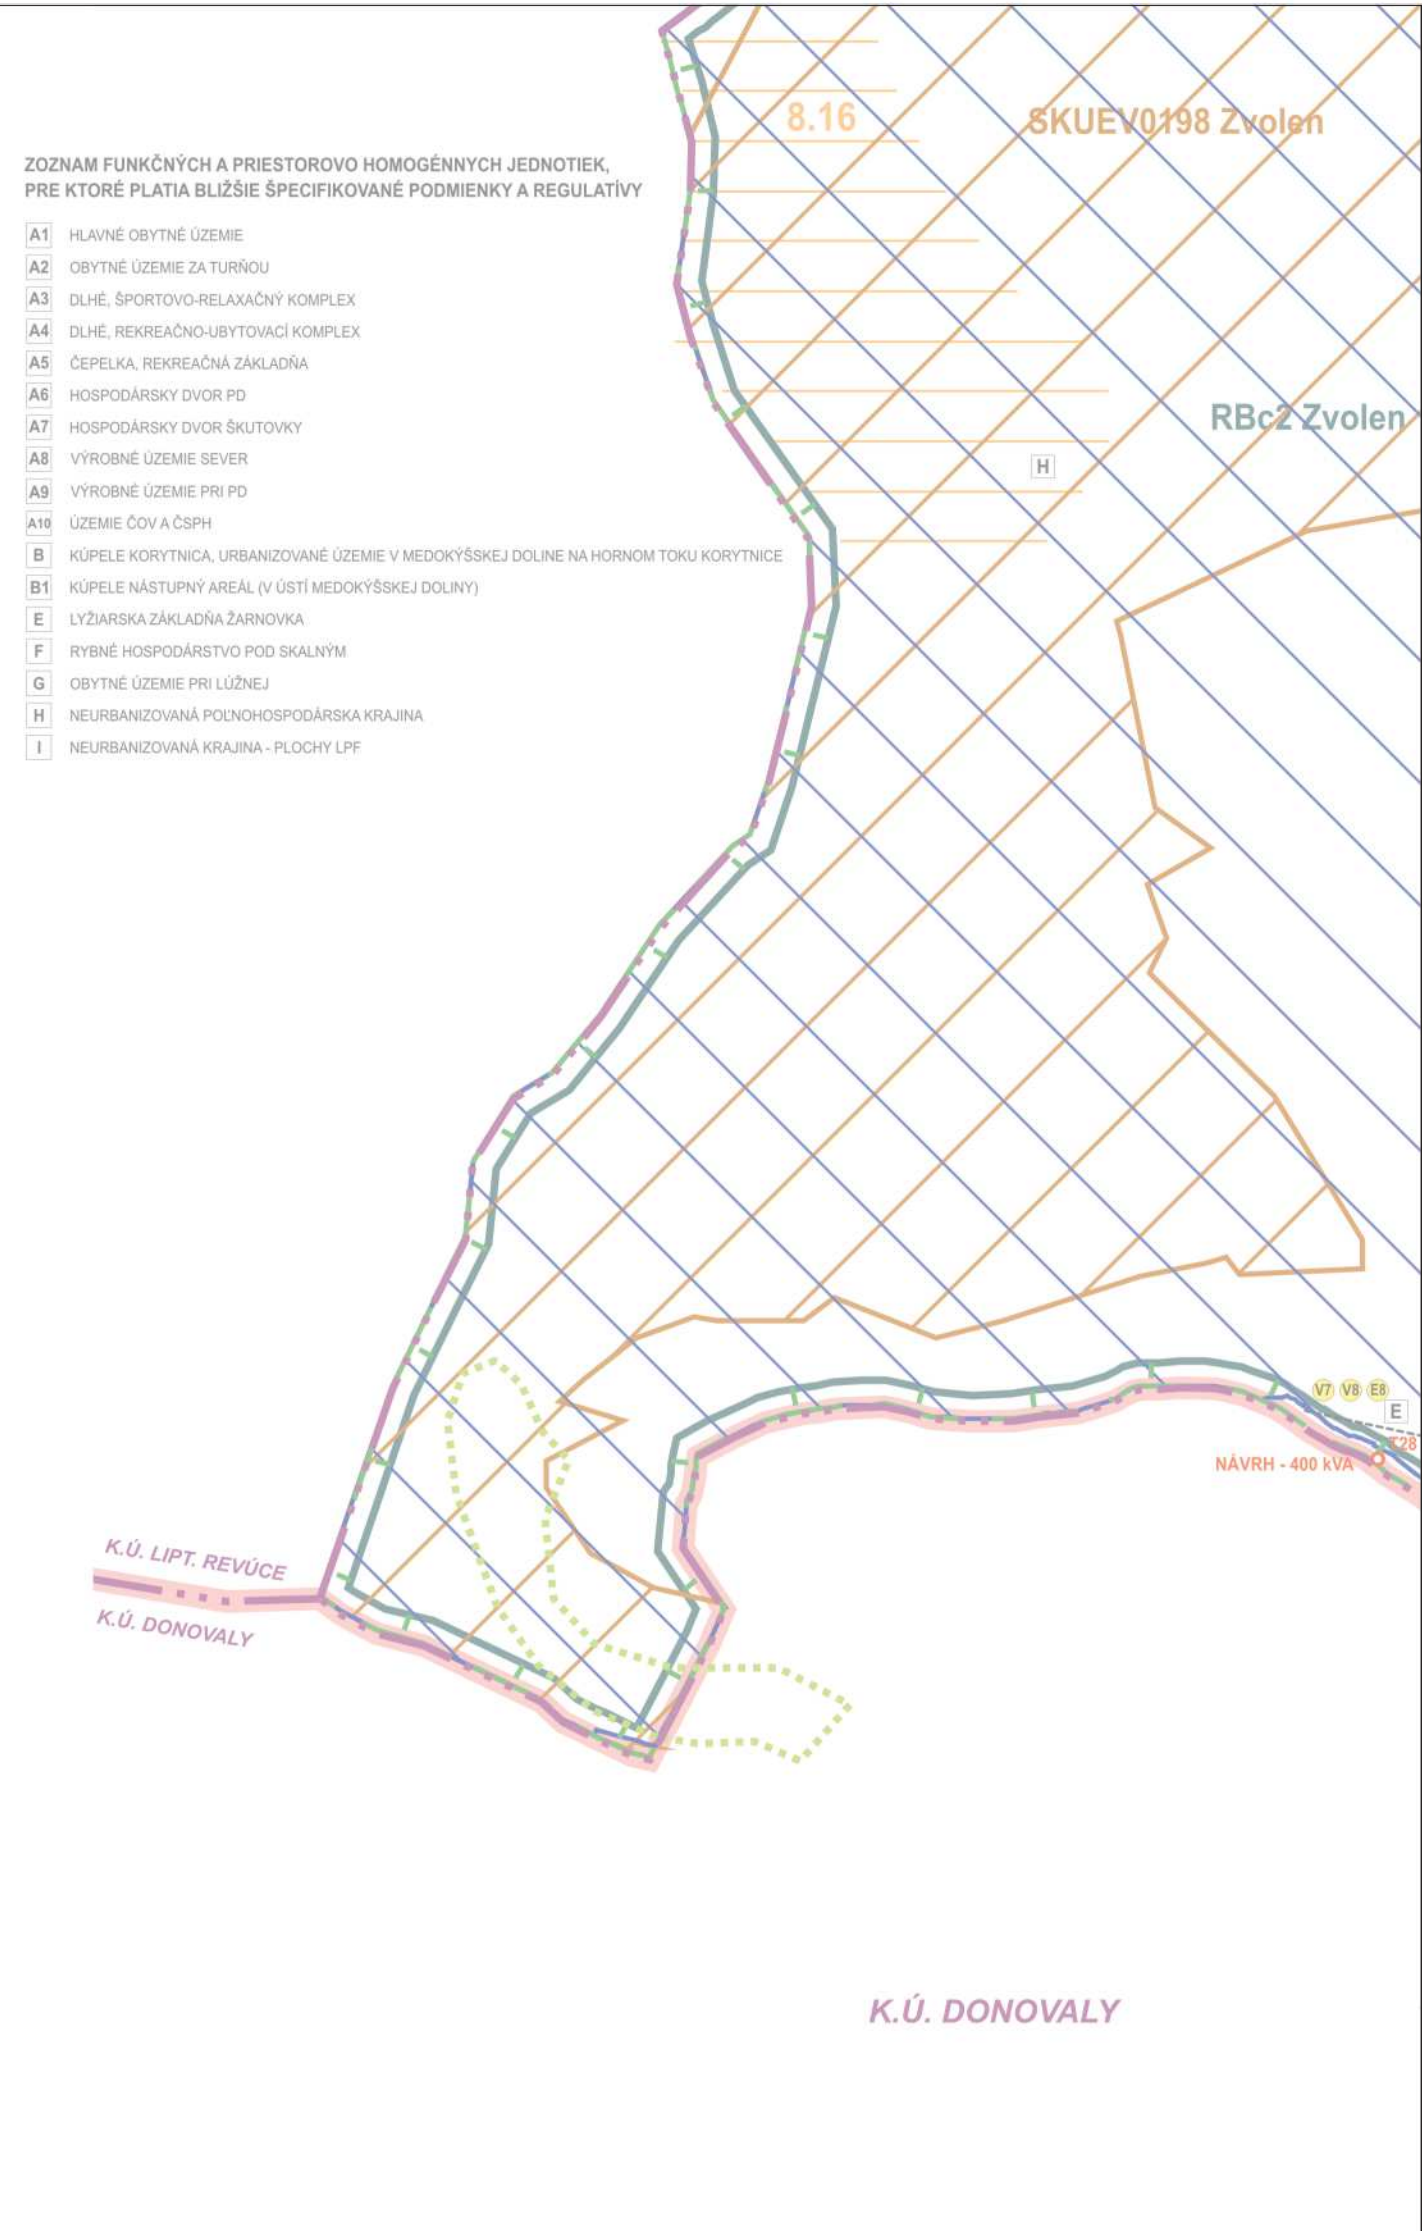 8.16
SKUEV0198 Zvolen
ZOZNAM FUNKČNÝCH A PRIESTOROVO HOMOGÉNNYCH JEDNOTIEK,
PRE KTORÉ PLATIA BLIŽŠIE ŠPECIFIKOVANÉ PODMIENKY A REGULATÍVY
A1 HLAVNÉ OBYTNÉ ÚZEMIE
A2 OBYTNÉ ÚZEMIE ZA TURŇOU
A3 DLHÉ, ŠPORTOVO-RELAXAČNÝ KOMPLEX
A4 DLHÉ, REKREAČNO-UBYTOVACÍ KOMPLEX
A5 ČEPELKA, REKREAČNÁ ZÁKLADŇA
A6 HOSPODÁRSKY DVOR PD
A7 HOSPODÁRSKY DVOR ŠKUTOVKY
A8 VÝROBNÉ ÚZEMIE SEVER
A9 VÝROBNÉ ÚZEMIE PRI PD
A10 ÚZEMIE ČOV A ČSPH
B KÚPELE KORYTNICA, URBANIZOVANÉ ÚZEMIE V MEDOKÝŠSKEJ DOLINE NA HORNOM TOKU KORYTNICE
B1 KÚPELE NÁSTUPNÝ AREÁL (V ÚSTÍ MEDOKÝŠSKEJ DOLINY)
E LYŽIARSKA ZÁKLADŇA ŽARNOVKA
F RYBNÉ HOSPODÁRSTVO POD SKALNÝM
G OBYTNÉ ÚZEMIE PRI LÚŽNEJ
H NEURBANIZOVANÁ POĽNOHOSPODÁRSKA KRAJINA
I NEURBANIZOVANÁ KRAJINA - PLOCHY LPF
RBc2 Zvolen
H
V7 V8 E8
E
T28
NÁVRH - 400 kVA
K.Ú. LIPT. REVÚCE
K.Ú. DONOVALY
K.Ú. DONOVALY